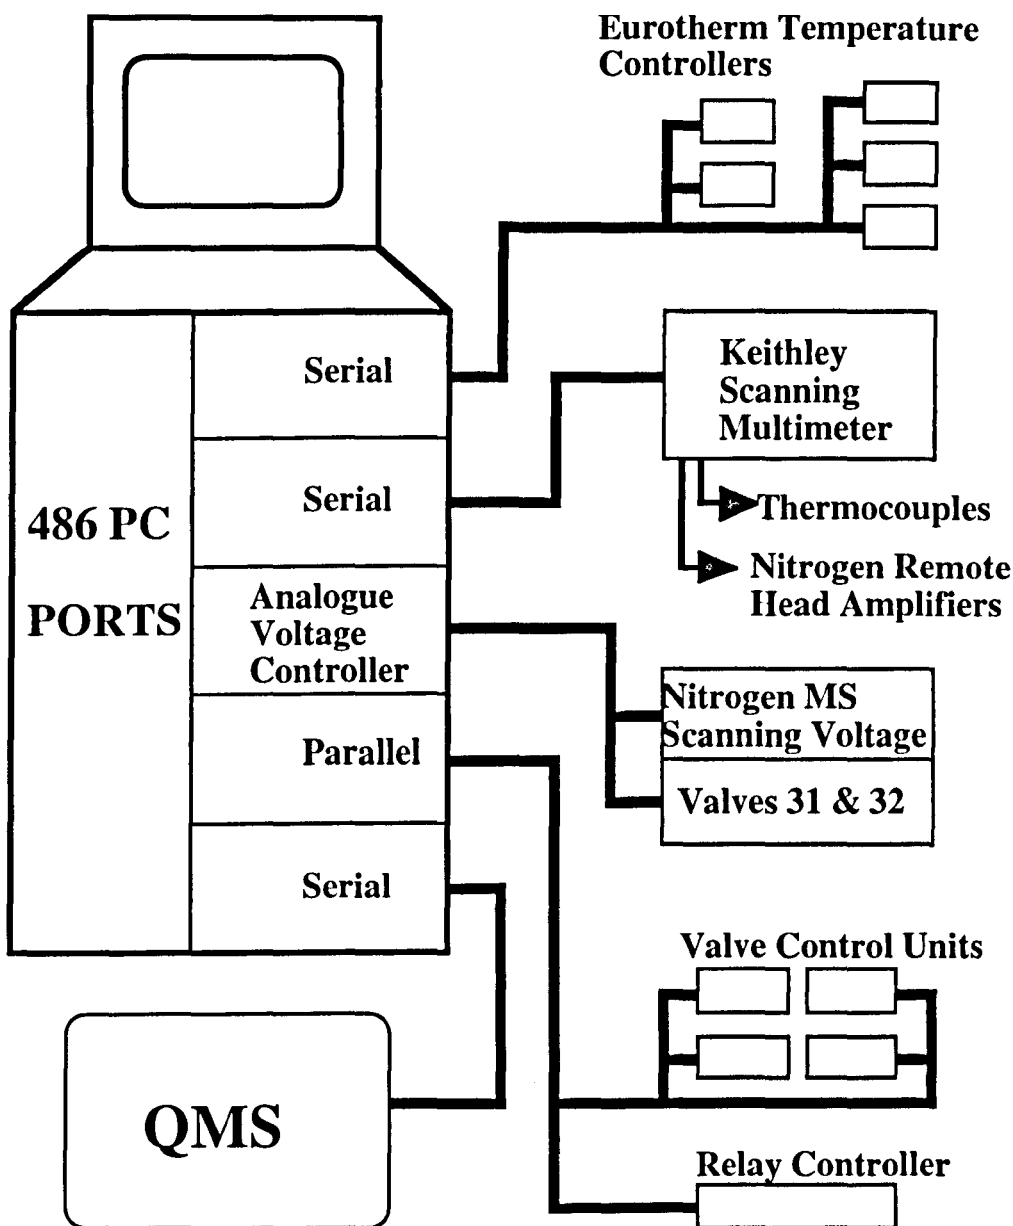 Eurotherm Temperature
Controllers
Serial
Keithley
Scanning
Multimeter
Serial
Thermocouples
486 PC
PORTS
Nitrogen Remote
Head Amplifiers
Analogue
Voltage
Controller
Nitrogen MS
Scanning Voltage
Parallel
Valves 31 & 32
Serial
Valve Control Units
QMS
Relay Controller